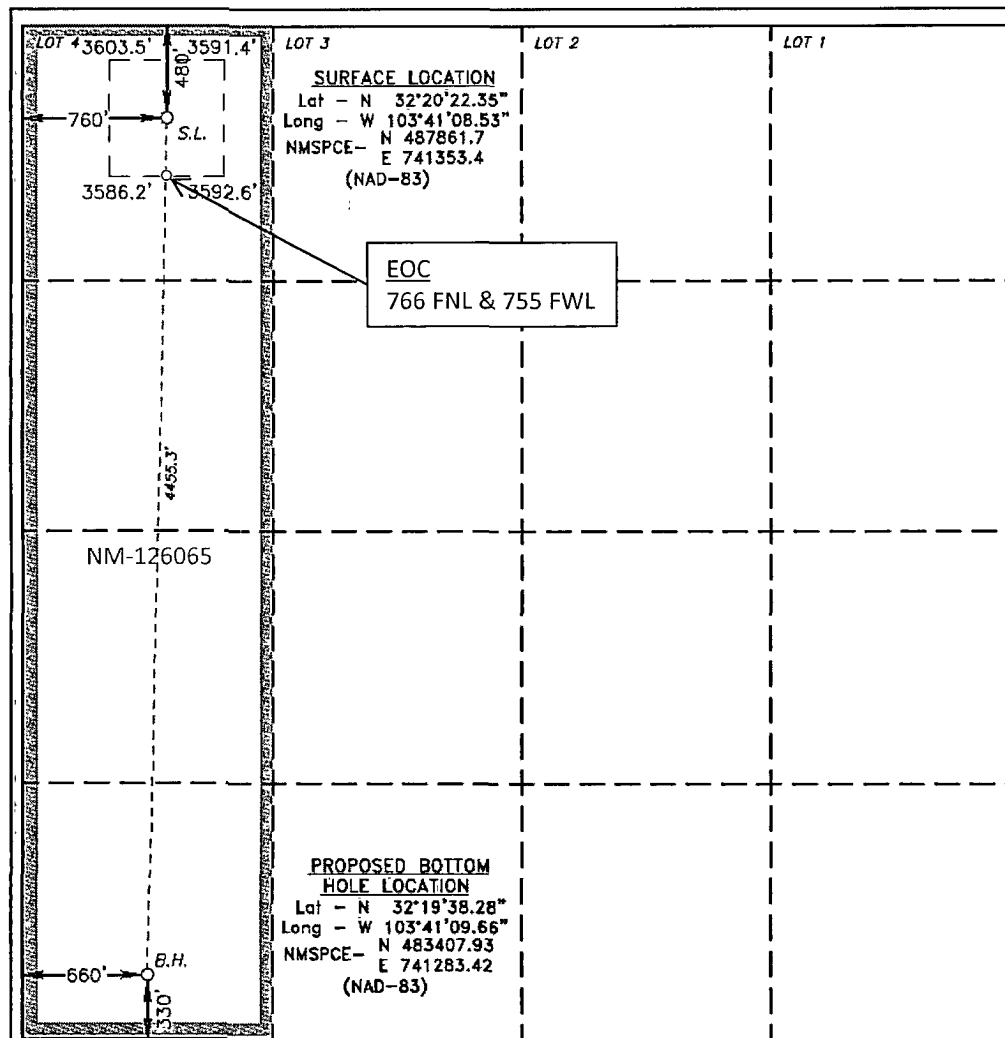 LOT 4
3603.5'
3591.4'
LOT 3
LOT 2
LOT 1
480'
760'
S.L.
3586.2'
3592.6'
SURFACE LOCATION
Lat - N 32°20'22.35"
Long - W 103°41'08.53"
NMSPCE- N 487861.7
E 741353.4
(NAD-83)
EOC
766 FNL & 755 FWL
4455.3'
NM-126065
PROPOSED BOTTOM
HOLE LOCATION
Lat - N 32°19'38.28"
Long - W 103°41'09.66"
NMSPCE- N 483407.93
E 741283.42
(NAD-83)
B.H.
660'
330'